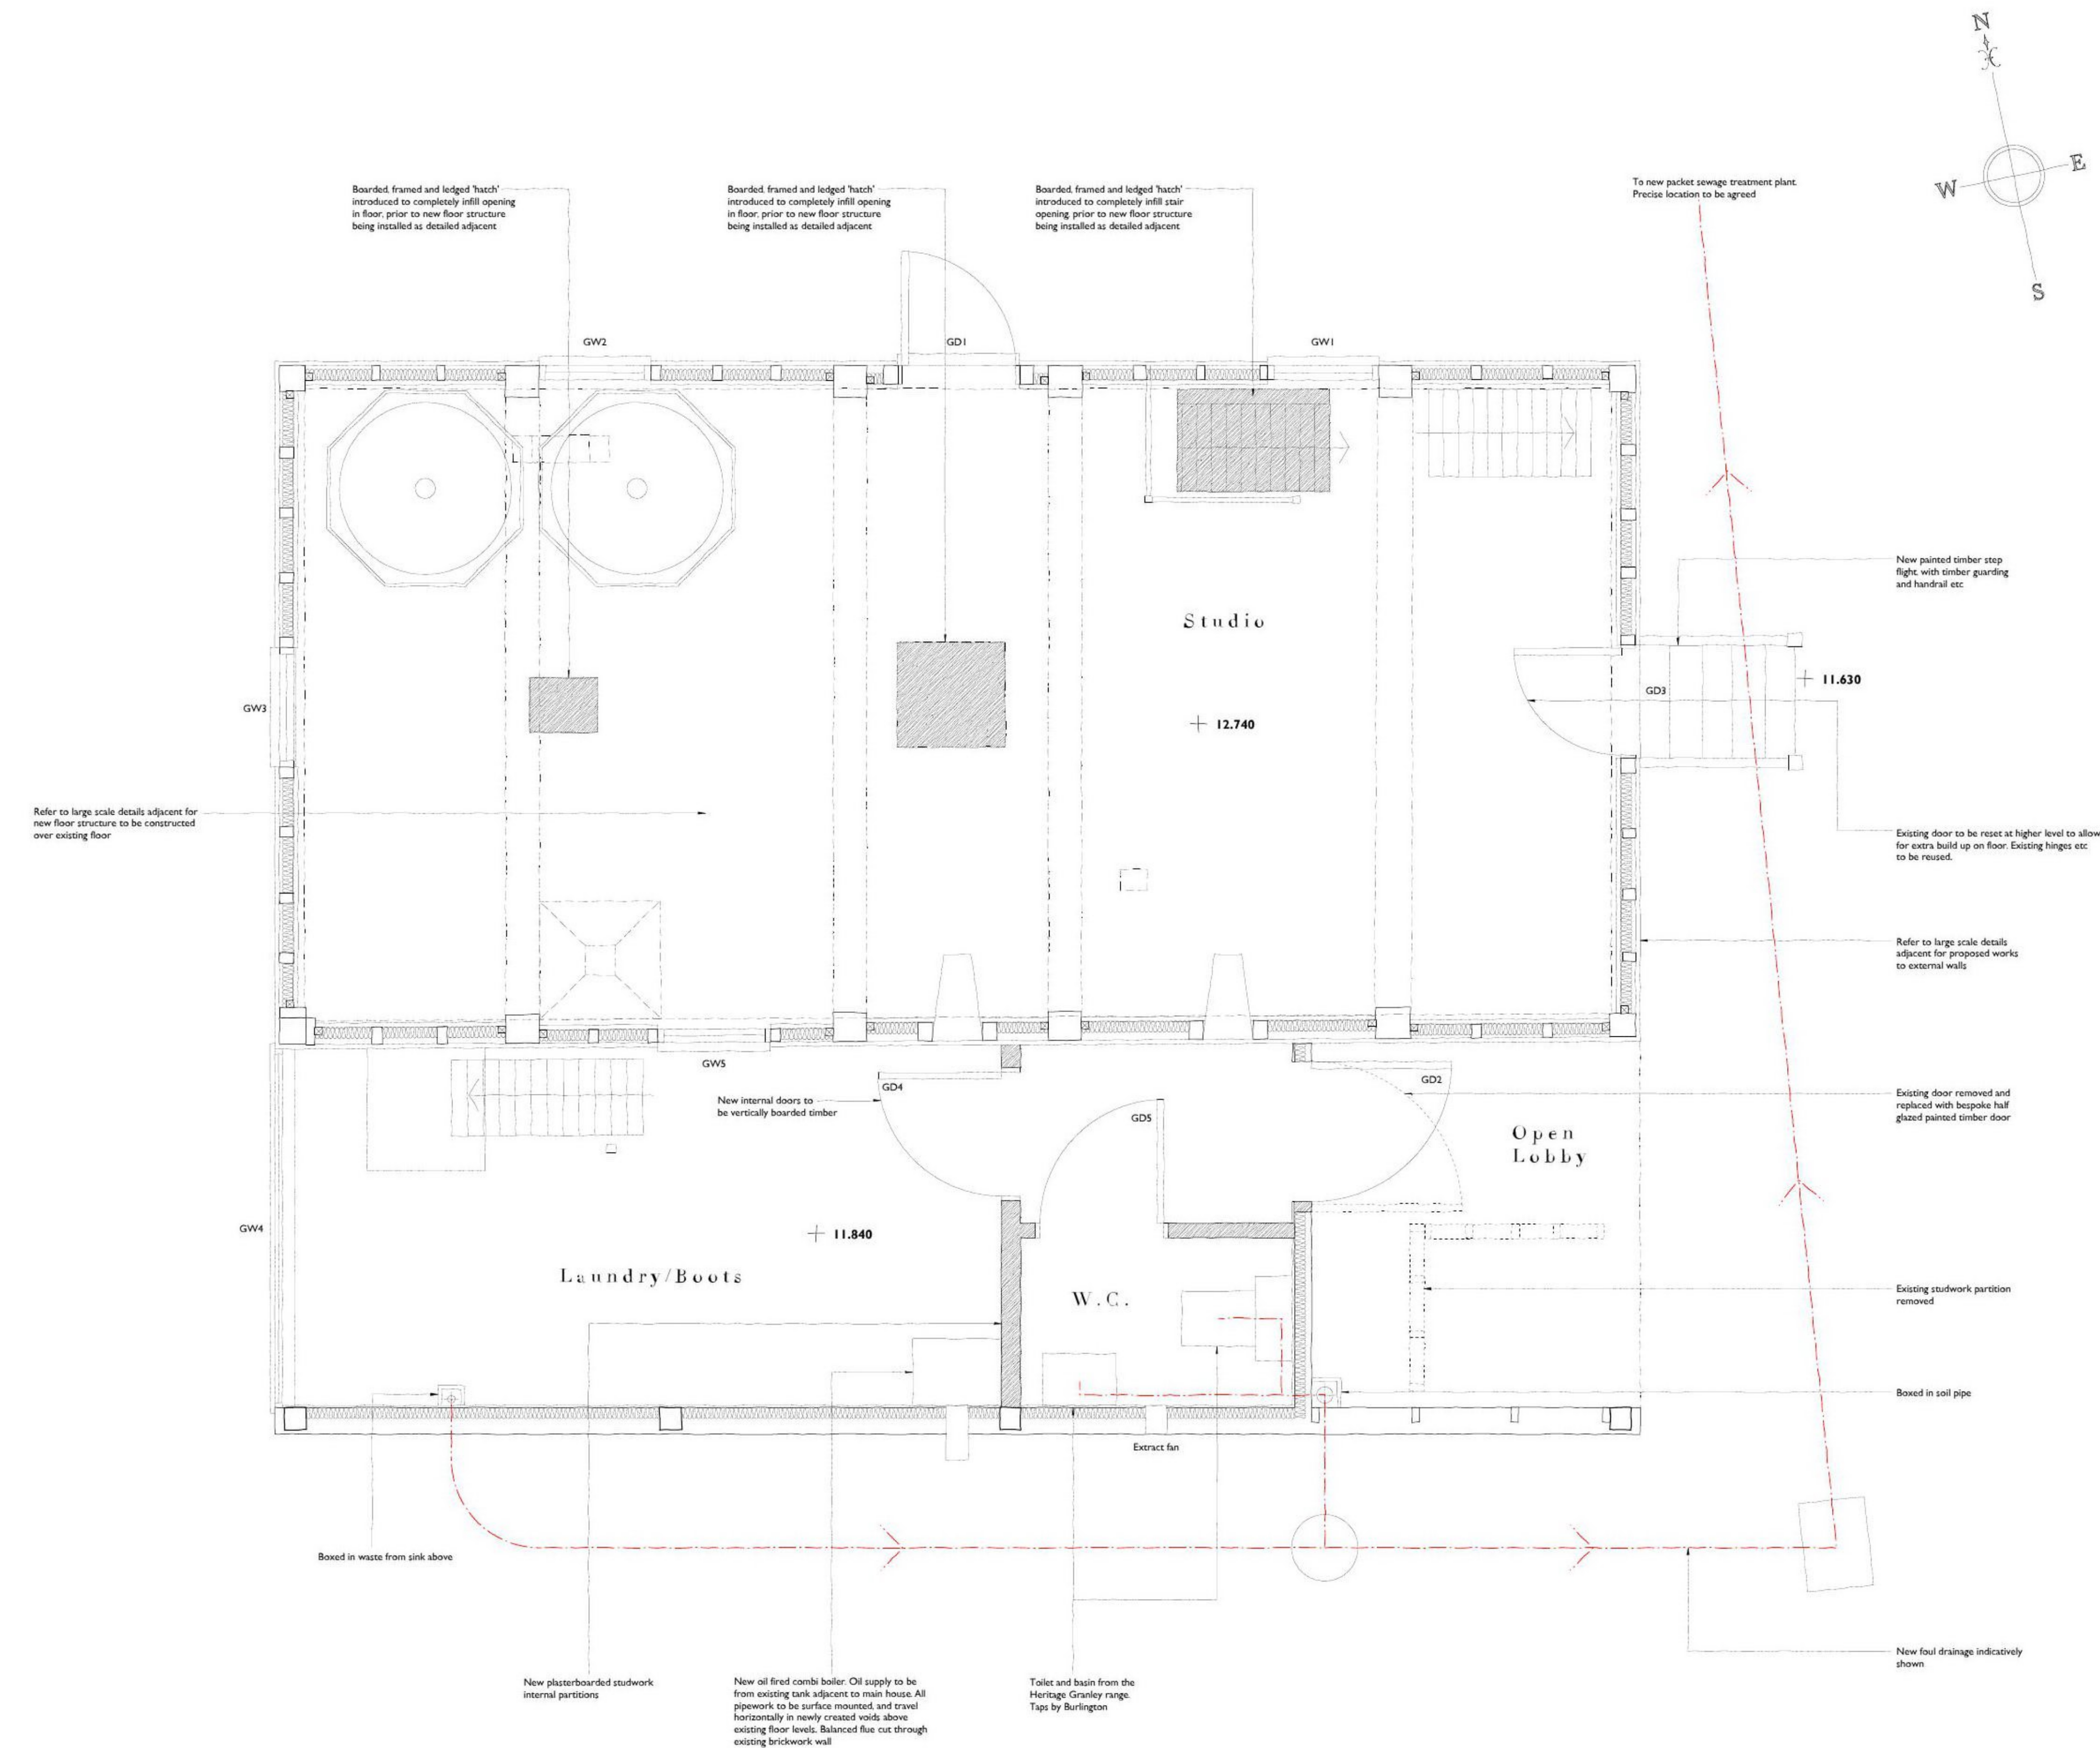 N
E
W
S
Boarded, framed and ledged 'hatch'
introduced to completely infill opening
in floor, prior to new floor structure
being installed as detailed adjacent
Boarded, framed and ledged 'hatch'
introduced to completely infill opening
in floor, prior to new floor structure
being installed as detailed adjacent
Boarded, framed and ledged 'hatch'
introduced to completely infill stair
opening, prior to new floor structure
being installed as detailed adjacent
To new packet sewage treatment plant.
Precise location to be agreed
GW2
GD1
GW1
New painted timber step
flight, with timber guarding
and handrail etc
Studio
11.630
GD3
GW3
12.740
Refer to large scale details adjacent for
new floor structure to be constructed
over existing floor
Existing door to be reset at higher level to allow
for extra build up on floor. Existing hinges etc
to be reused.
Refer to large scale details
adjacent for proposed works
to external walls
GW5
GD4
GD2
New internal doors to
be vertically boarded timber
GD5
Existing door removed and
replaced with bespoke half
glazed painted timber door
Open
Lobby
GW4
11.840
Laundry/Boots
W.C.
Existing studwork partition
removed
Boxed in soil pipe
Extract fan
Boxed in waste from sink above
New foul drainage indicatively
shown
New plasterboarded studwork
internal partitions
New oil fired combi boiler. Oil supply to be
from existing tank adjacent to main house. All
pipework to be surface mounted, and travel
horizontally in newly created voids above
existing floor levels. Balanced flue cut through
existing brickwork wall
Toilet and basin from the
Heritage Granley range.
Taps by Burlington